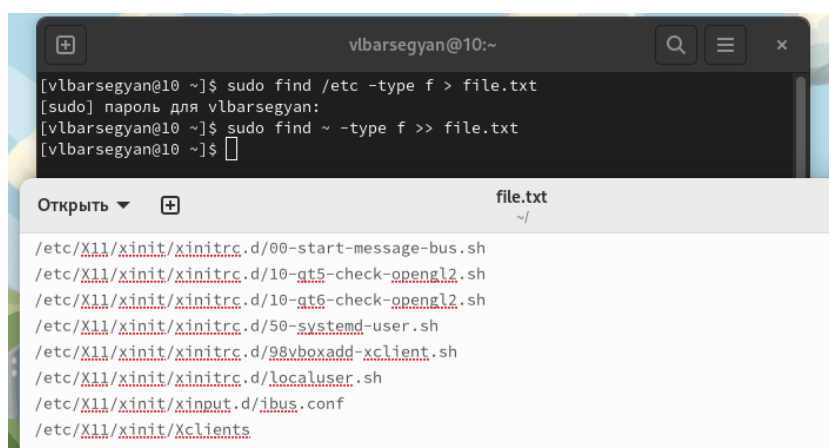 vlbarsegyan@10:~
[vlbarsegyan@10 ~]$ sudo find /etc -type f > file.txt
[sudo] пароль для vlbarsegyan:
[vlbarsegyan@10 ~]$ sudo find ~ -type f >> file.txt
[vlbarsegyan@10 ~]$
Открыть
file.txt
~/
/etc/X11/xinit/xinitrc.d/00-start-message-bus.sh
/etc/X11/xinit/xinitrc.d/10-qt5-check-opengl2.sh
/etc/X11/xinit/xinitrc.d/10-qt6-check-opengl2.sh
/etc/X11/xinit/xinitrc.d/50-systemd-user.sh
/etc/X11/xinit/xinitrc.d/98vboxadd-xclient.sh
/etc/X11/xinit/xinitrc.d/localuser.sh
/etc/X11/xinit/xinput.d/ibus.conf
/etc/X11/xinit/Xclients